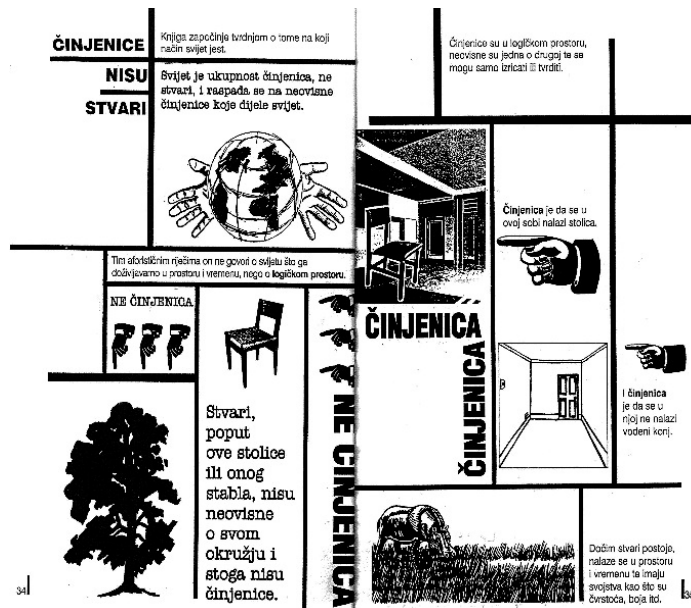 ČINJENICE
NISU
STVARI
Knjiga započinje tvrdnjom o tome na koji
način svijet jest.
Svijet je ukupnost činjenica, ne
stvari, i raspada se na neovisne
činjenice koje dijele svijet.
Tim aforističnim riječima on ne govori o svijetu što ga
doživljavamo u prostoru i vremenu, nego o logičkom prostoru.
NE ČINJENICA
Stvari,
poput
ove stolice
ili onog
stabla, nisu
neovisne
o svom
okružju i
stoga nisu
činjenice.
NE ČINJENICA
34
Činjenice su u logičkom prostoru,
neovisne su jedna o drugoj te se
mogu samo izricati ili tvrditi.
Činjenica je da se u
ovoj sobi nalazi stolica.
ČINJENICA
ČINJENICA
I činjenica
je da se u
njoj ne nalazi
vodeni konj.
Dočim stvari postoje,
nalaze se u prostoru
i vremenu te imaju
svojstva kao što su
čvrstoća, boja itd.